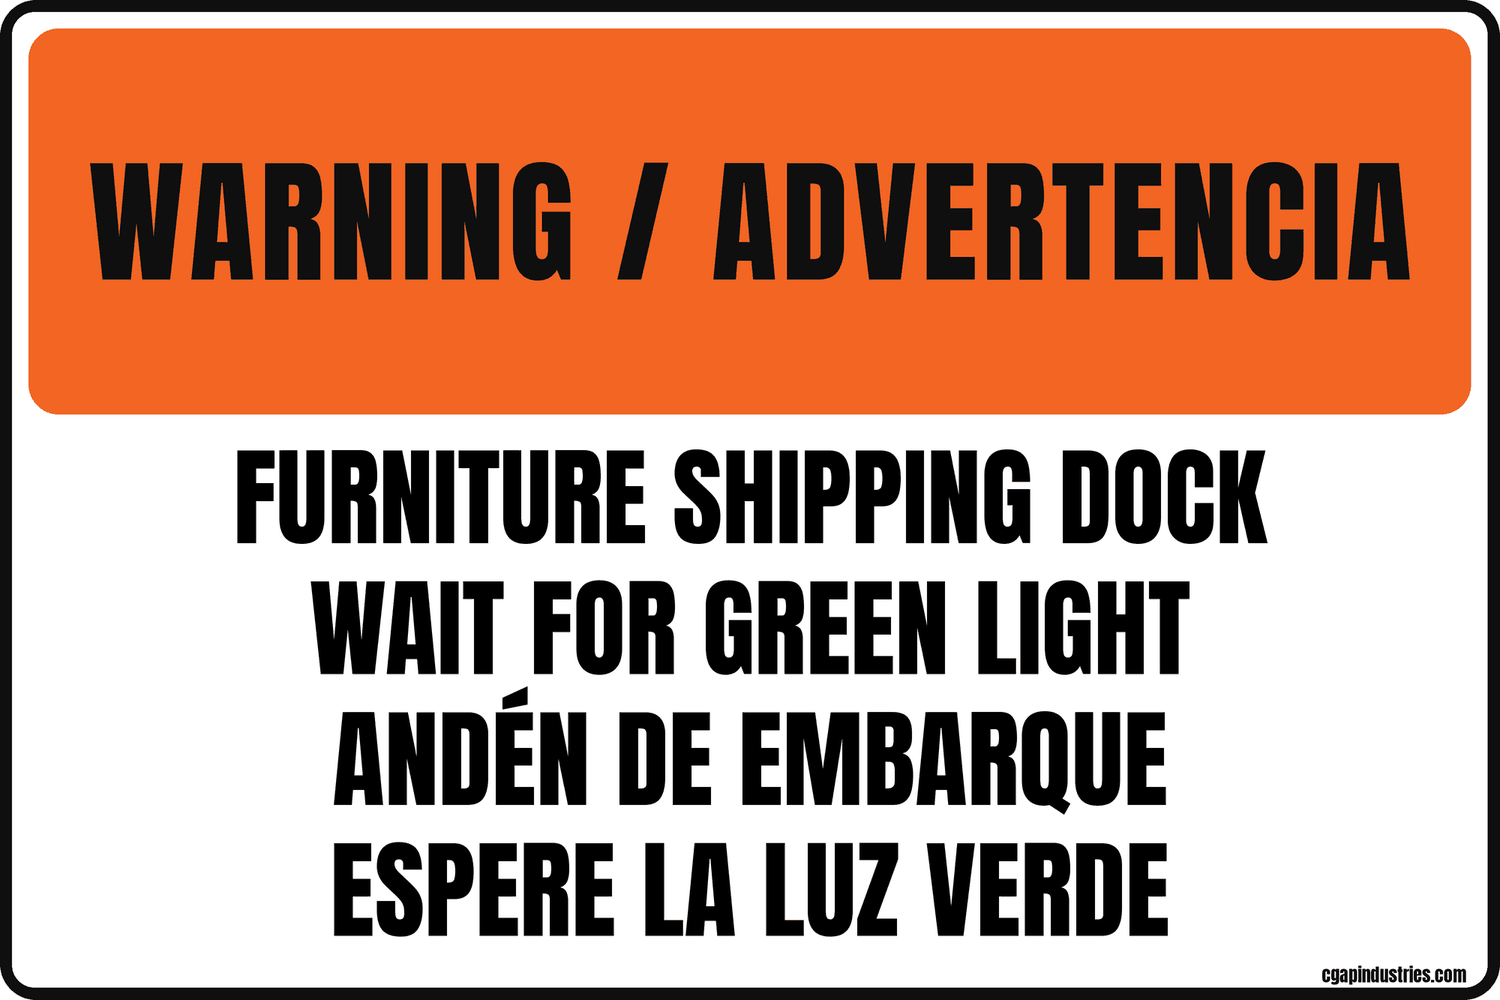 WARNING / ADVERTENCIA
FURNITURE SHIPPING DOCK
WAIT FOR GREEN LIGHT
ANDÉN DE EMBARQUE
ESPERE LA LUZ VERDE
cgapindustries.com